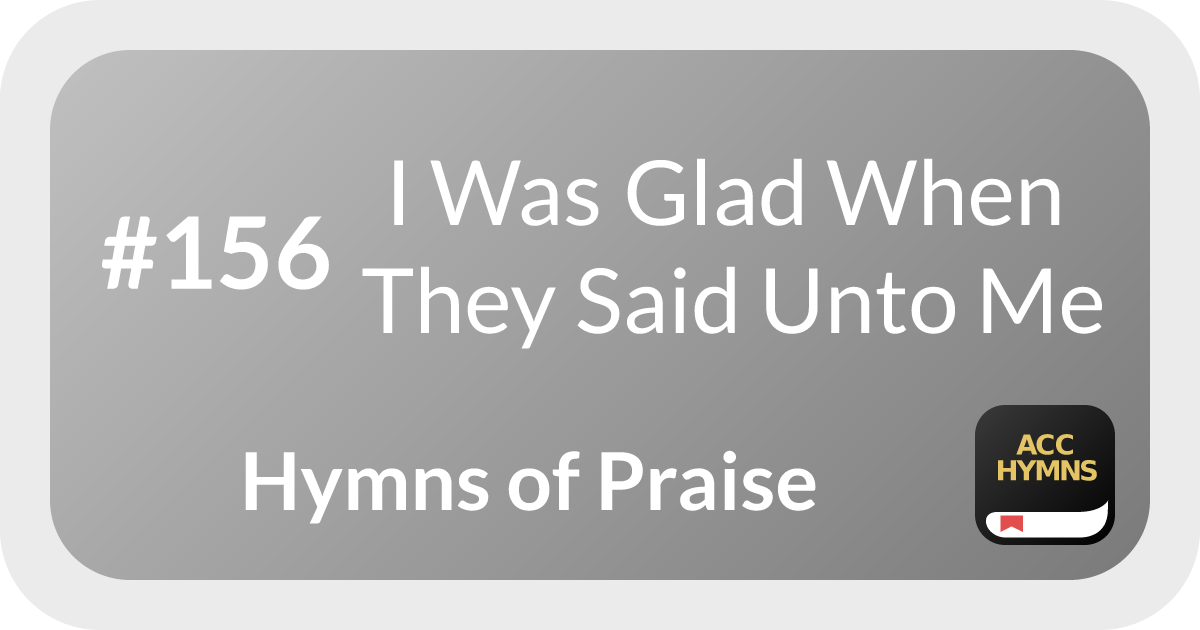 #156
I Was Glad When
They Said Unto Me
Hymns of Praise
ACC
HYMNS